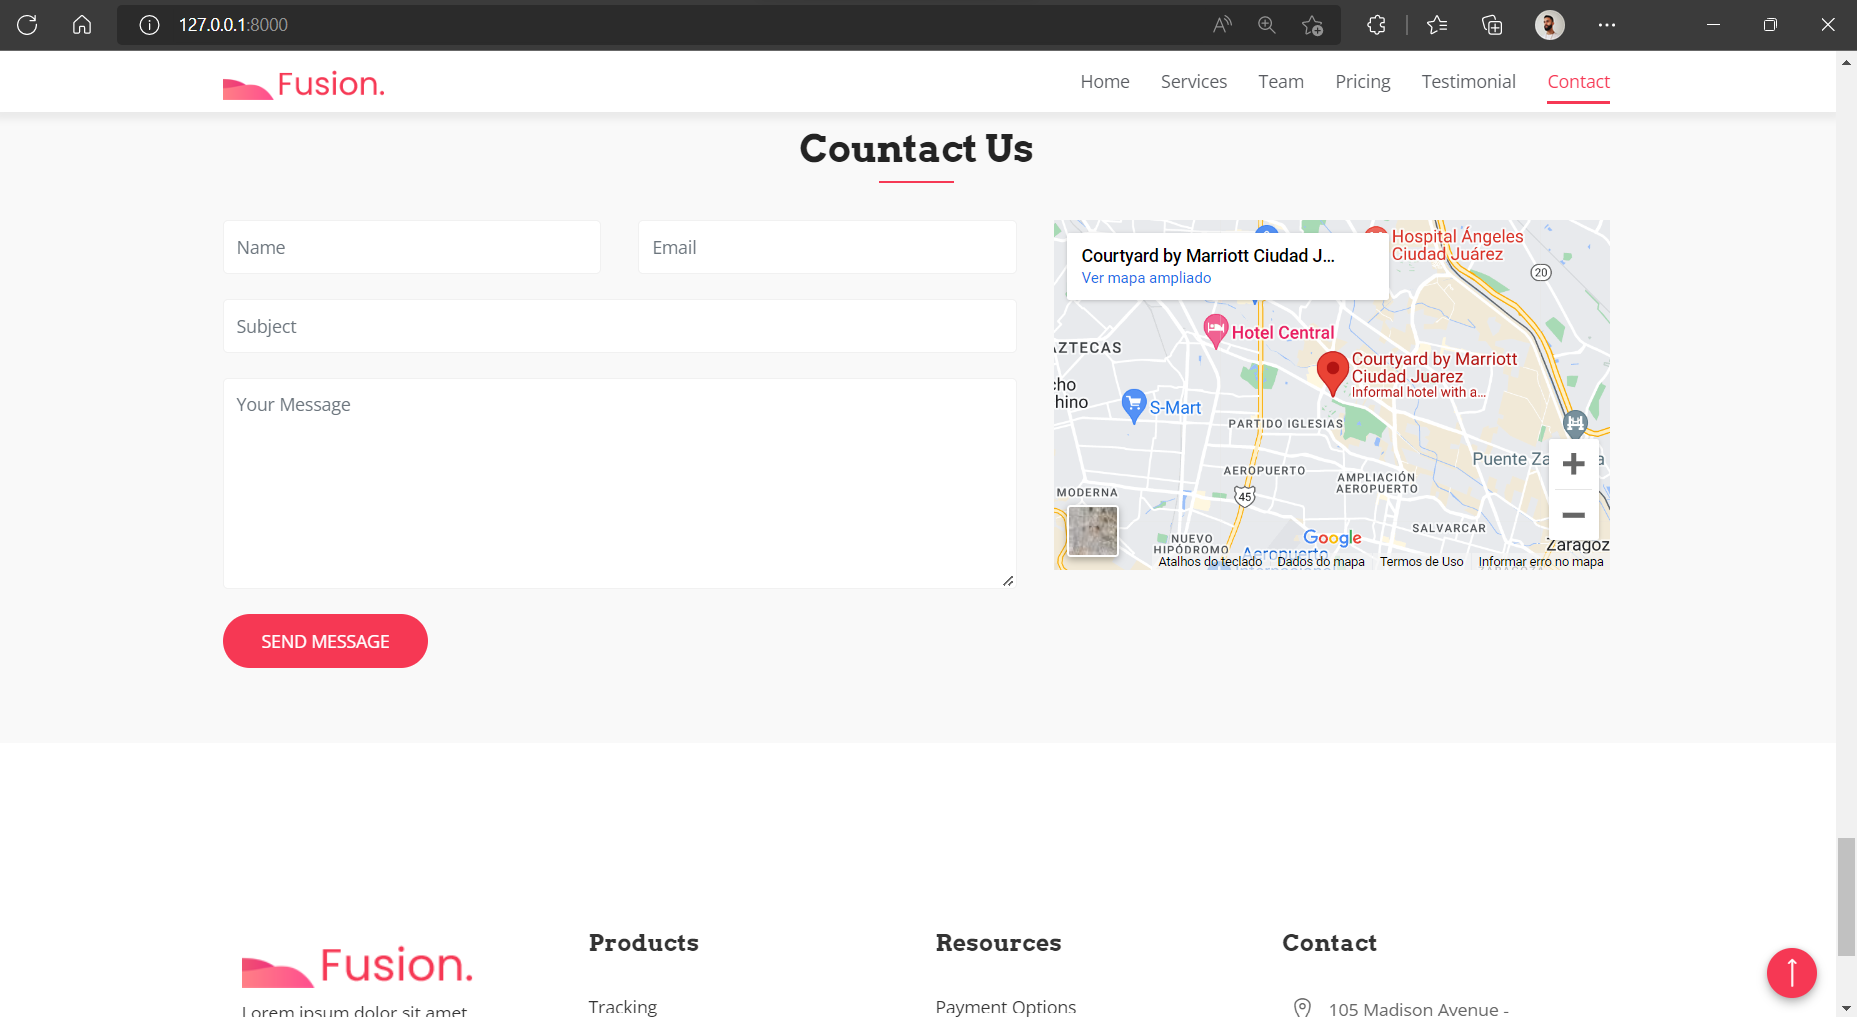 127.0.0.1:8000
Fusion.
Home Services Team Pricing Testimonial Contact
Countact Us
Name
Email
Subject
Your Message
SEND MESSAGE
Courtyard by Marriott Ciudad J...
Ver mapa ampliado
Hospital Ángeles
Ciudad Juárez
20
Hotel Central
AZTECAS
Courtyard by Marriott
Ciudad Juarez
Informal hotel with a...
cho
hino
S-Mart
PARTIDO IGLESIAS
Puente Za
a
AEROPUERTO
AMPLIACIÓN
AEROPUERTO
MODERNA
45
SALVARCAR
NUEVO
HIPÓDROMO
Google
Aeropuerto
Internacional
Zaragoz
Atalhos do teclado Dados do mapa Termos de Uso Informar erro no mapa
Fusion.
Lorem ipsum dolor sit amet
Products
Tracking
Resources
Payment Options
Contact
105 Madison Avenue -